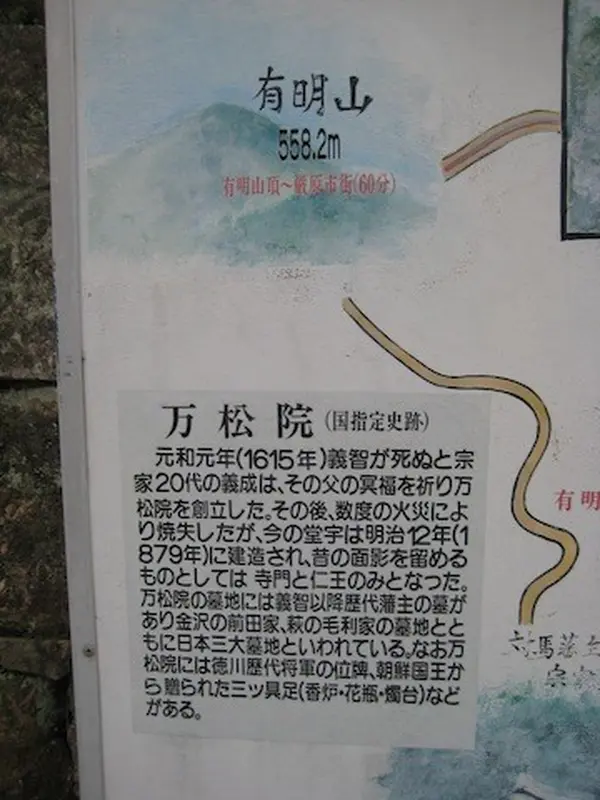 有明山
558.2m
有明山頂～厳原市街(60分)
万松院(国指定史跡)
元和元年(1615年)義智が死ぬと宗
家20代の義成は、その父の冥福を祈り万
松院を創立した。その後、数度の火災によ
り焼失したが、今の堂宇は明治12年(1
879年)に建造され、昔の面影を留める
ものとしては 寺門と仁王のみとなった。
万松院の墓地には義智以降歴代藩主の墓が
あり金沢の前田家、萩の毛利家の墓地とと
もに日本三大墓地といわれている。なお万
松院には徳川歴代将軍の位牌、朝鮮国王か
ら贈られた三ツ具足(香炉・花瓶・燭台)など
がある。
有明
対馬藩主
宗家